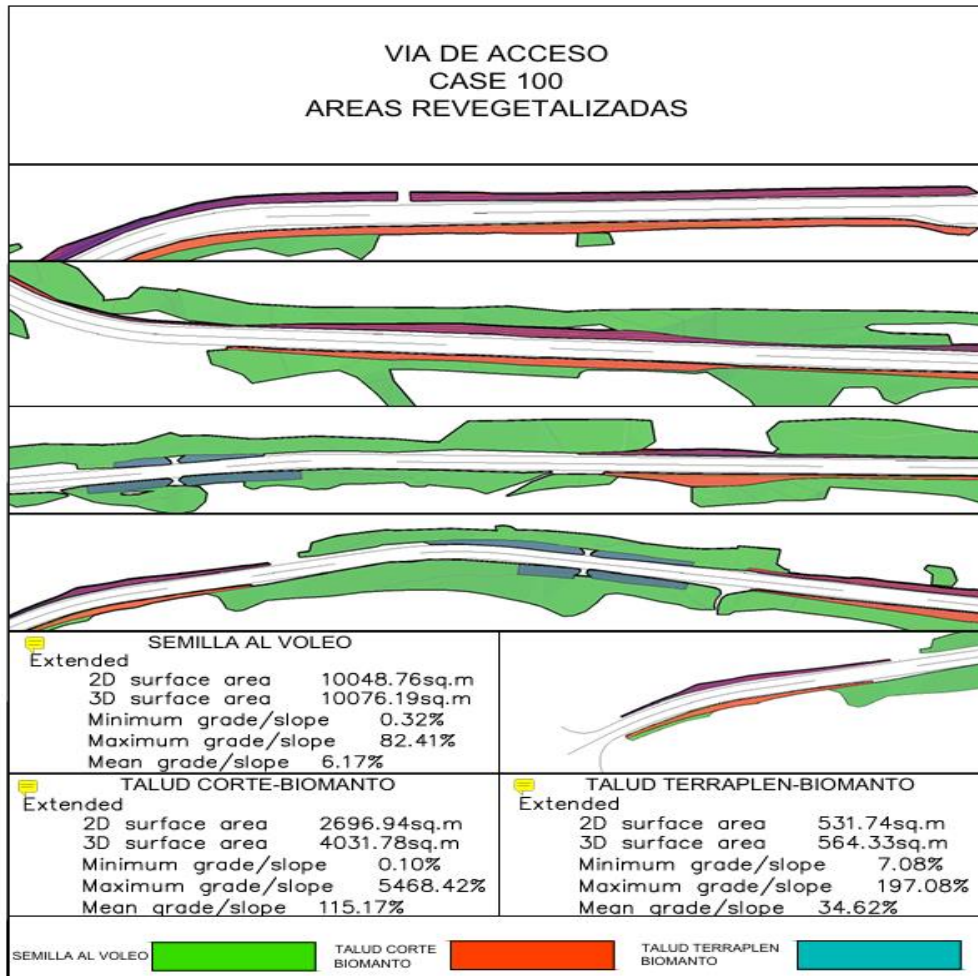 VIA DE ACCESO
CASE 100
AREAS REVEGETALIZADAS
SEMILLA AL VOLEO
Extended
2D surface area 10048.76sq.m
3D surface area 10076.19sq.m
Minimum grade/slope 0.32%
Maximum grade/slope 82.41%
Mean grade/slope 6.17%
TALUD CORTE-BIOMANTO
Extended
2D surface area 2696.94sq.m
3D surface area 4031.78sq.m
Minimum grade/slope 0.10%
Maximum grade/slope 5468.42%
Mean grade/slope 115.17%
TALUD TERRAPLEN-BIOMANTO
Extended
2D surface area 531.74sq.m
3D surface area 564.33sq.m
Minimum grade/slope 7.08%
Maximum grade/slope 197.08%
Mean grade/slope 34.62%
SEMILLA AL VOLEO
TALUD CORTE
BIOMANTO
TALUD TERRAPLEN
BIOMANTO